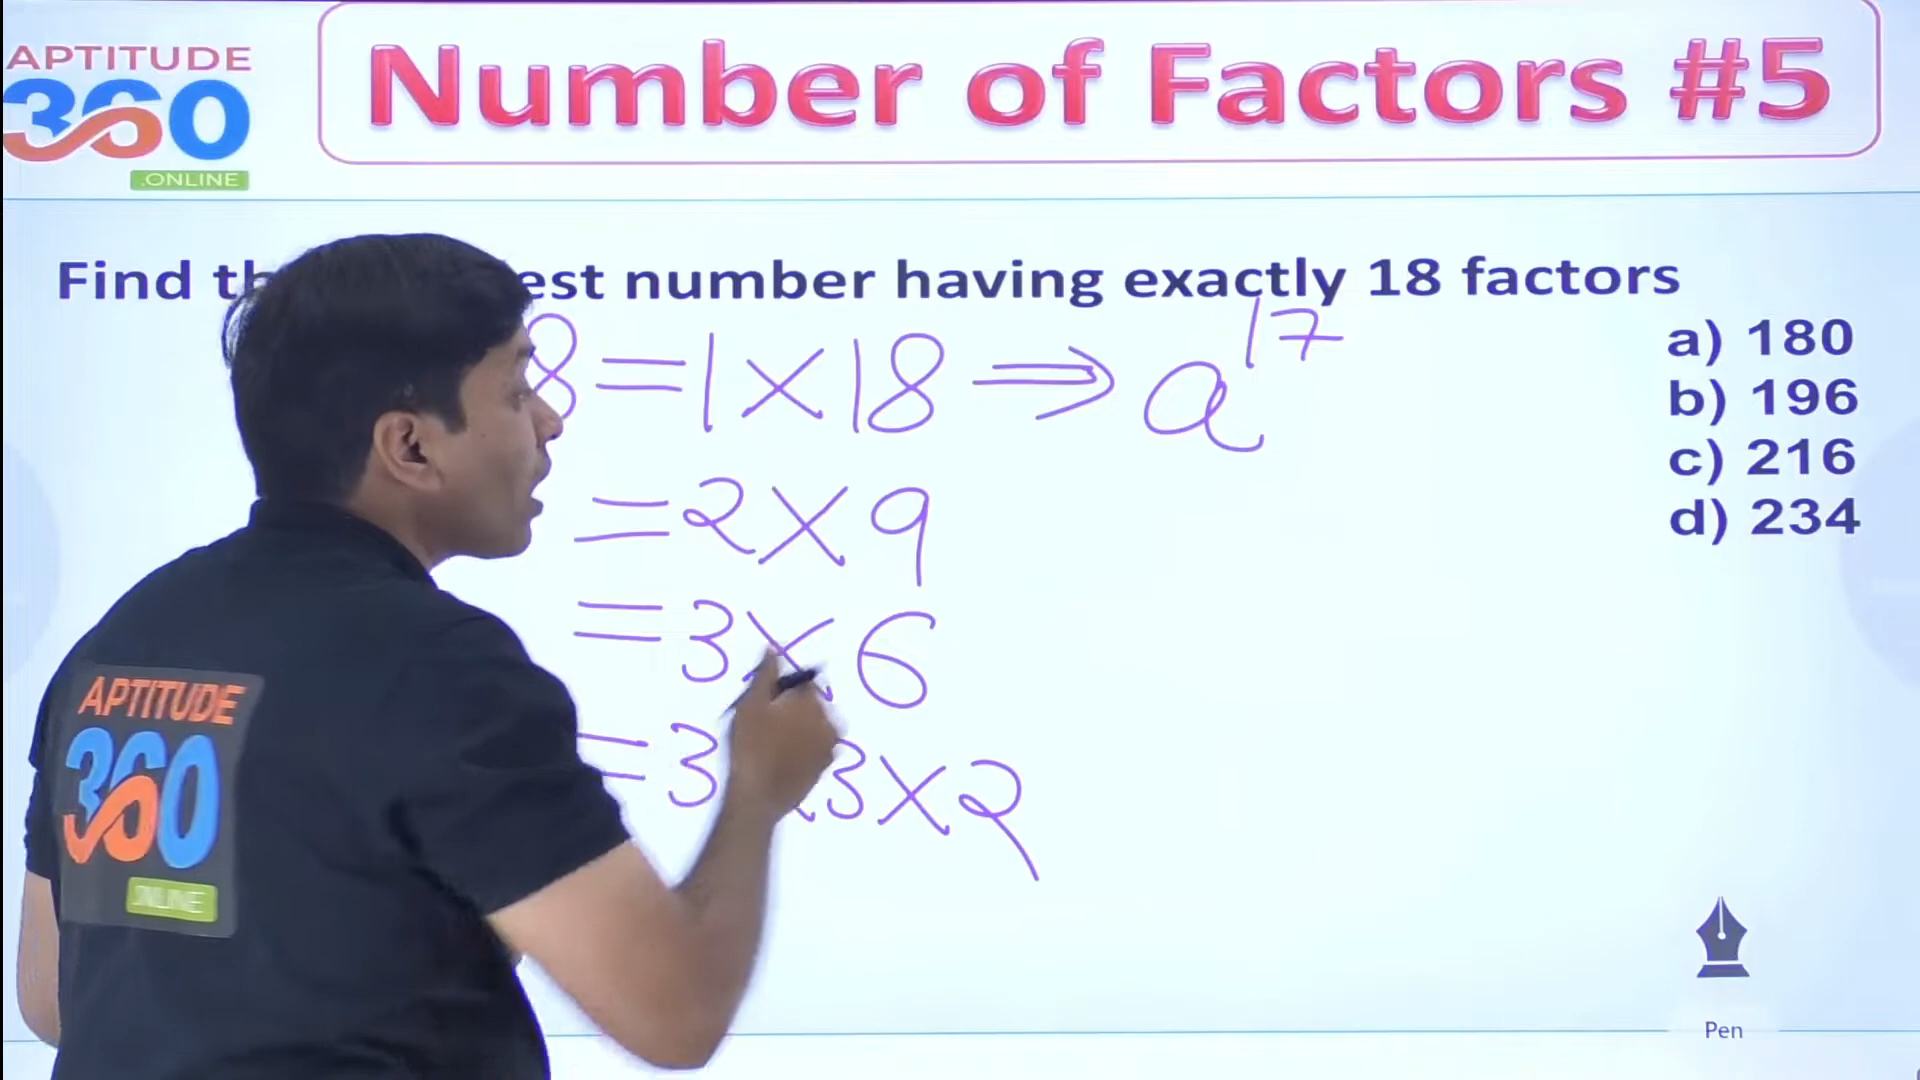 APTITUDE
360
.ONLINE
Number of Factors #5
Find est number having exactly 18 factors
a) 180
b) 196
c) 216
d) 234
8 = 1 × 18 ⇒ a¹⁷
= 2 × 9
= 3 × 6
= 3 3 × 2
APTITUDE
360
.ONLINE
Pen